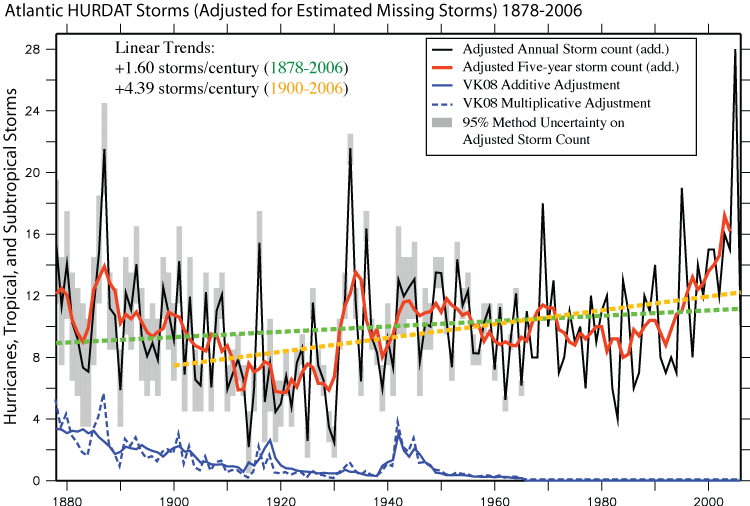 Atlantic HURDAT Storms (Adjusted for Estimated Missing Storms) 1878-2006
Linear Trends:
+1.60 storms/century (1878-2006)
+4.39 storms/century (1900-2006)
Adjusted Annual Storm count (add.)
Adjusted Five-year storm count (add.)
VK08 Additive Adjustment
VK08 Multiplicative Adjustment
95% Method Uncertainty on
Adjusted Storm Count
Hurricanes, Tropical, and Subtropical Storms
28
24
20
16
12
8
4
0
1880 1900 1920 1940 1960 1980 2000